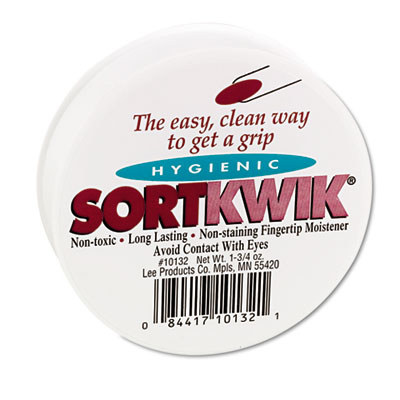 The easy, clean way
to get a grip
HYGIENIC
SORTKWIK®
Non-toxic • Long Lasting • Non-staining Fingertip Moistener
Avoid Contact With Eyes
#10132 Net Wt. 1-3/4 oz.
Lee Products Co. Mpls, MN 55420
0 84417 10132 1